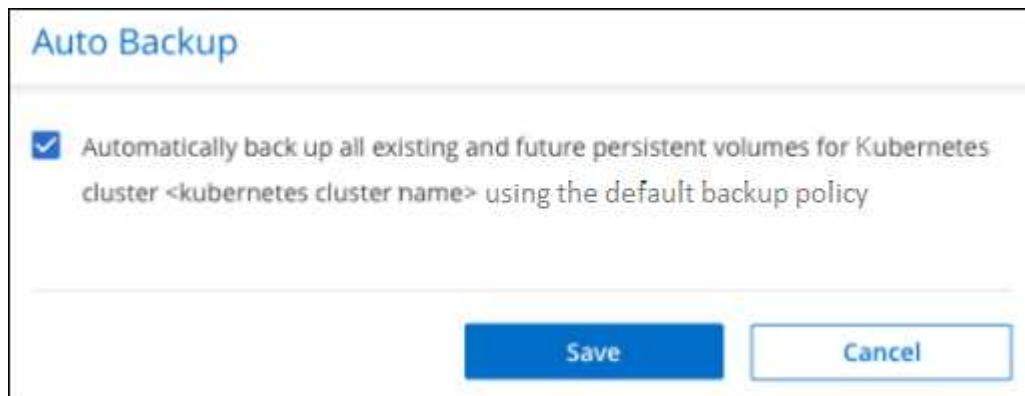 Auto Backup
Automatically back up all existing and future persistent volumes for Kubernetes
cluster <kubernetes cluster name> using the default backup policy
Save
Cancel